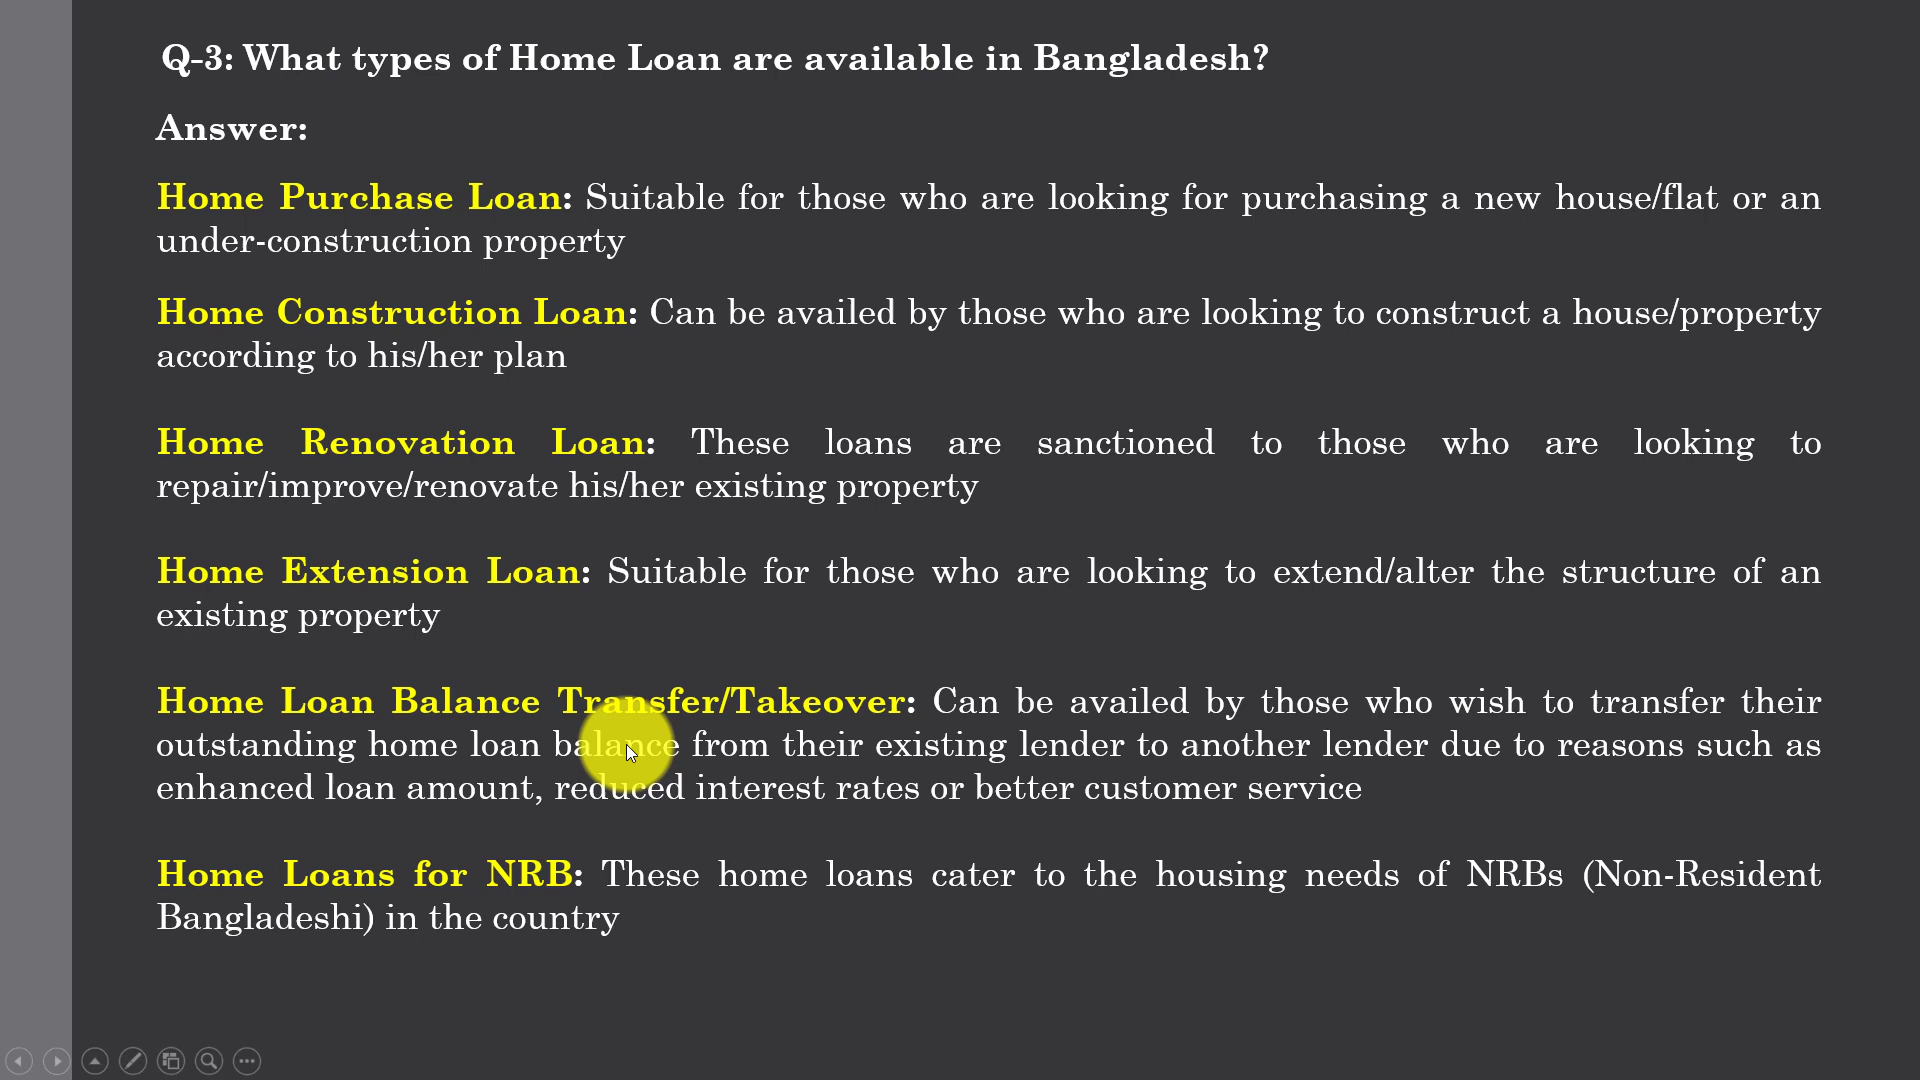 Q-3: What types of Home Loan are available in Bangladesh?
Answer:
Home Purchase Loan: Suitable for those who are looking for purchasing a new house/flat or an
under-construction property
Home Construction Loan: Can be availed by those who are looking to construct a house/property
according to his/her plan
Home Renovation Loan: These loans are sanctioned to those who are looking to
repair/improve/renovate his/her existing property
Home Extension Loan: Suitable for those who are looking to extend/alter the structure of an
existing property
Home Loan Balance Transfer/Takeover: Can be availed by those who wish to transfer their
outstanding home loan balance from their existing lender to another lender due to reasons such as
enhanced loan amount, reduced interest rates or better customer service
Home Loans for NRB: These home loans cater to the housing needs of NRBs (Non-Resident
Bangladeshi) in the country